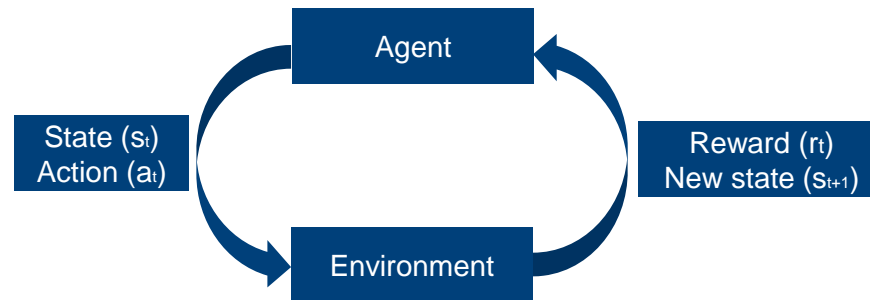 Agent
State (st)
Action (at)
Reward (rt)
New state (st+1)
Environment